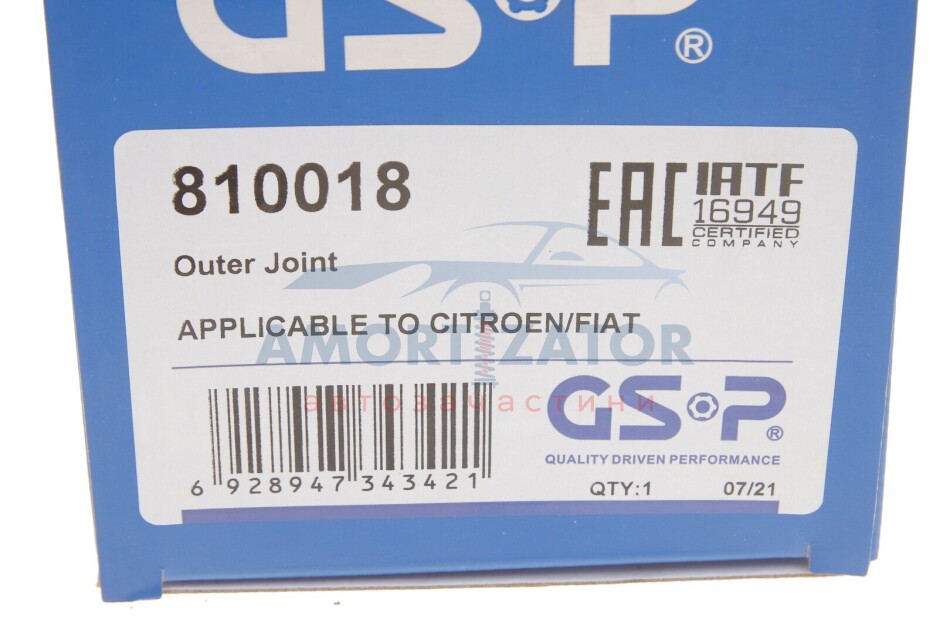 GSP®
810018
EAC
IATF
16949
CERTIFIED
COMPANY
Outer Joint
APPLICABLE TO CITROEN/FIAT
AMORTIZATOR
автозачастини
6 928947 343421
GSP®
QUALITY DRIVEN PERFORMANCE
QTY:1 07/21